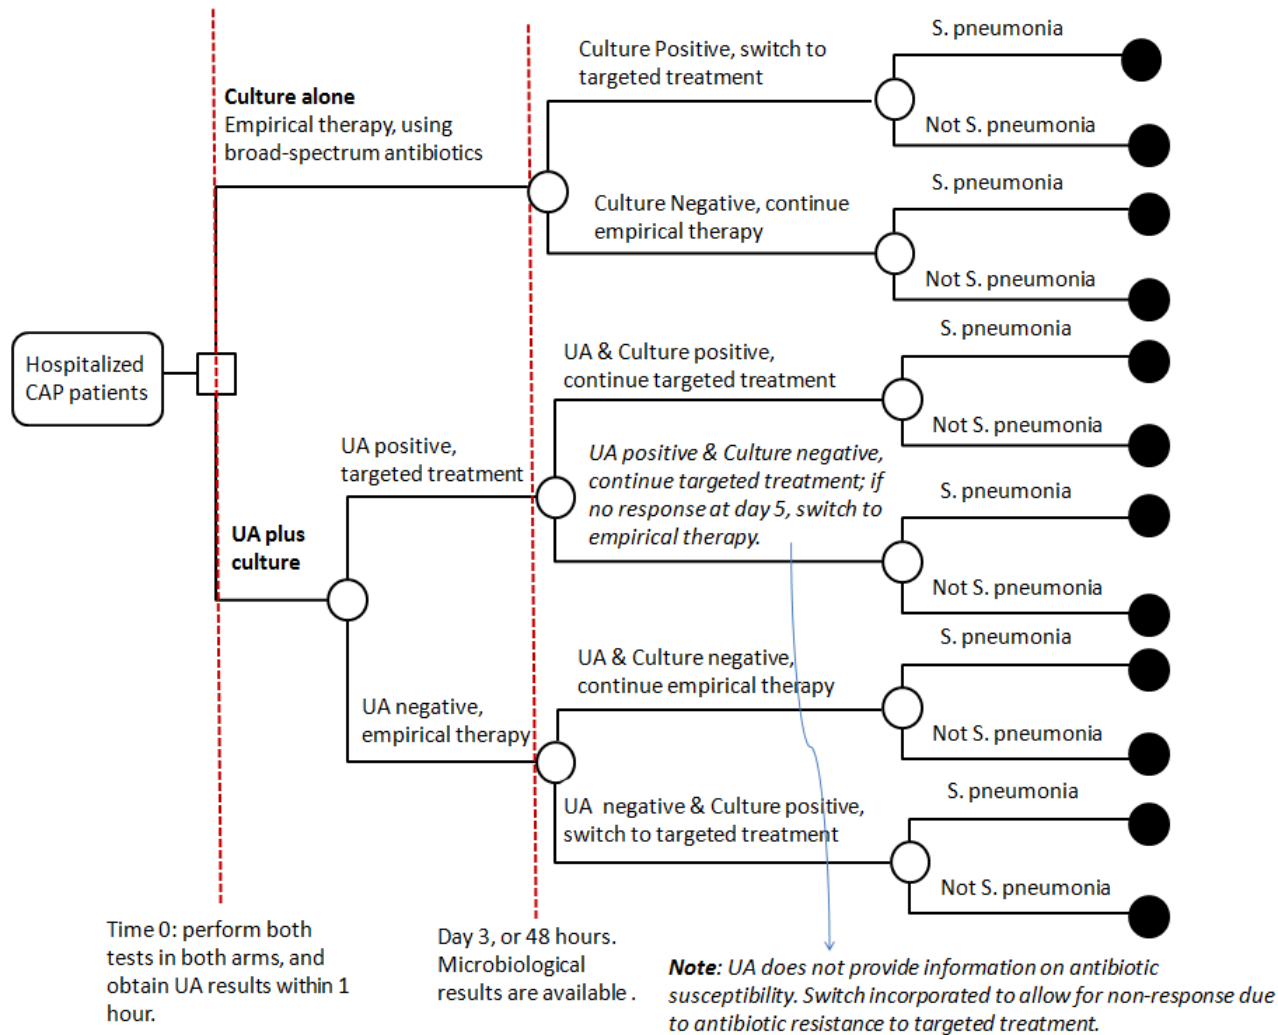 S. pneumonia
Culture Positive, switch to
targeted treatment
Culture alone
Empirical therapy, using
broad-spectrum antibiotics
Not S. pneumonia
S. pneumonia
Culture Negative, continue
empirical therapy
Not S. pneumonia
S. pneumonia
Hospitalized
CAP patients
UA & Culture positive,
continue targeted treatment
Not S. pneumonia
UA positive,
targeted treatment
UA positive & Culture negative,
continue targeted treatment; if
no response at day 5, switch to
empirical therapy.
S. pneumonia
UA plus
culture
Not S. pneumonia
S. pneumonia
UA & Culture negative,
continue empirical therapy
UA negative,
empirical therapy
Not S. pneumonia
S. pneumonia
UA  negative & Culture positive,
switch to targeted treatment
Not S. pneumonia
Time 0: perform both
tests in both arms, and
obtain UA results within 1
hour.
Day 3, or 48 hours.
Microbiological
results are available .
Note: UA does not provide information on antibiotic
susceptibility. Switch incorporated to allow for non-response due
to antibiotic resistance to targeted treatment.